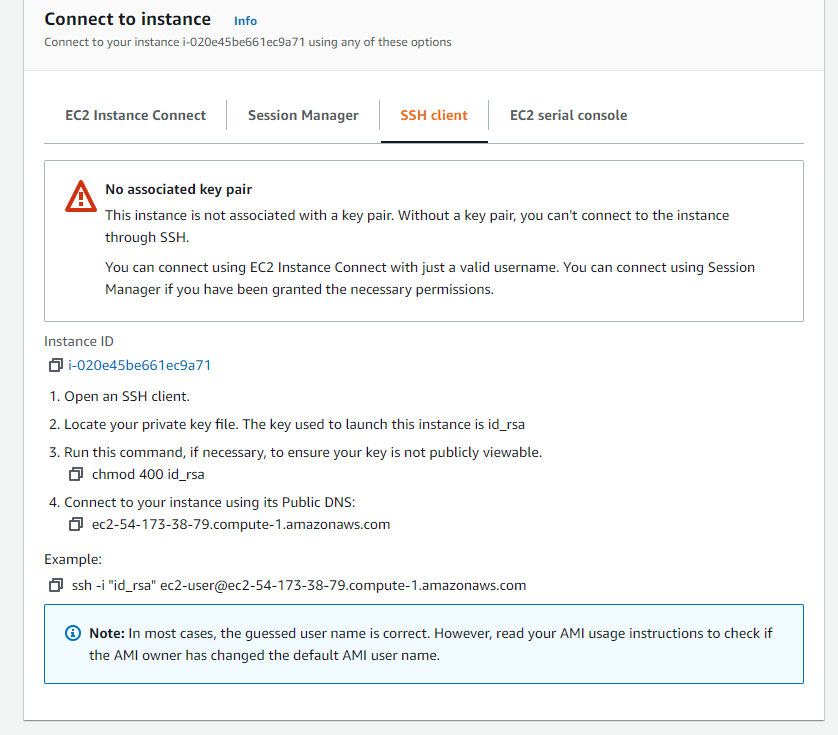 Connect to instance Info
Connect to your instance i-020e45be661ec9a71 using any of these options
EC2 Instance Connect
Session Manager
SSH client
EC2 serial console
No associated key pair
This instance is not associated with a key pair. Without a key pair, you can't connect to the instance
through SSH.
You can connect using EC2 Instance Connect with just a valid username. You can connect using Session
Manager if you have been granted the necessary permissions.
Instance ID
i-020e45be661ec9a71
1. Open an SSH client.
2. Locate your private key file. The key used to launch this instance is id_rsa
3. Run this command, if necessary, to ensure your key is not publicly viewable.
chmod 400 id_rsa
4. Connect to your instance using its Public DNS:
ec2-54-173-38-79.compute-1.amazonaws.com
Example:
ssh -i "id_rsa" ec2-user@ec2-54-173-38-79.compute-1.amazonaws.com
Note: In most cases, the guessed user name is correct. However, read your AMI usage instructions to check if
the AMI owner has changed the default AMI user name.